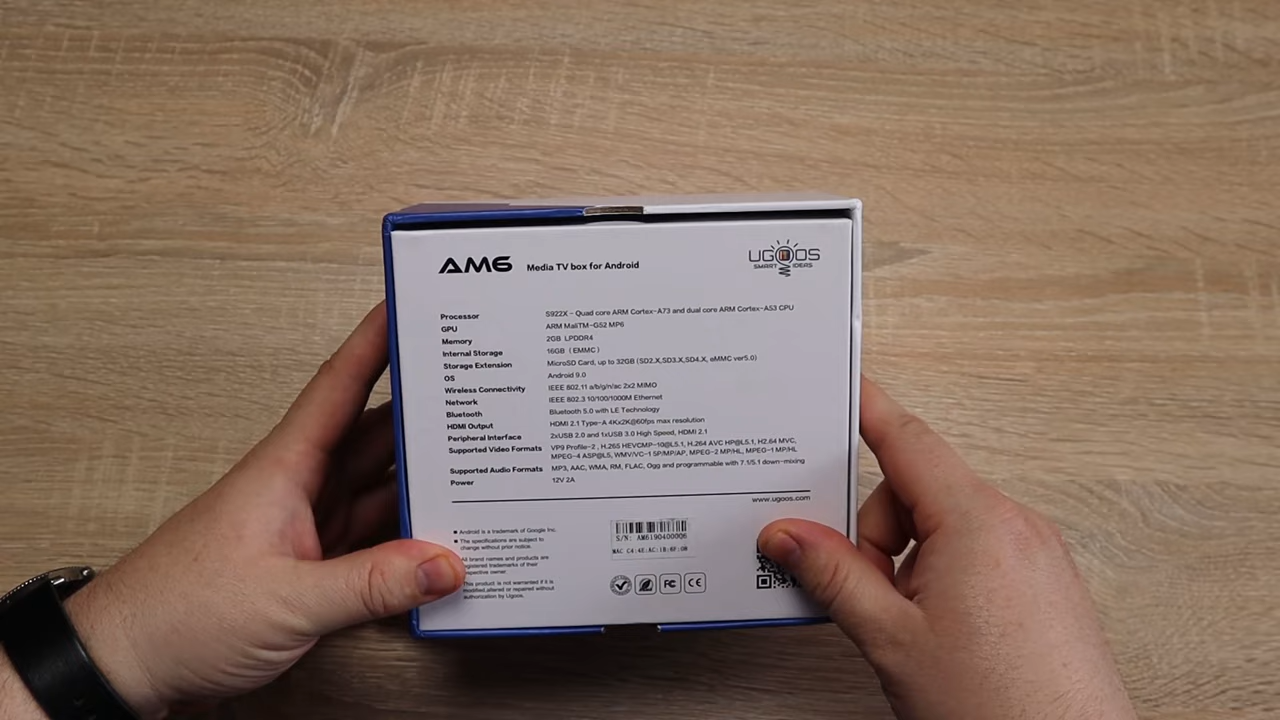 AM6 Media TV box for Android
UGOOS
SMART IDEAS
Processor S922X – Quad core ARM Cortex-A73 and dual core ARM Cortex-A53 CPU
GPU ARM MaliTM-G52 MP6
Memory 2GB LPDDR4
Internal Storage 16GB (EMMC)
Storage Extension MicroSD Card, up to 32GB (SD2.X,SD3.X,SD4.X, eMMC ver5.0)
OS Android 9.0
Wireless Connectivity IEEE 802.11 a/b/g/n/ac 2x2 MIMO
Network IEEE 802.3 10/100/1000M Ethernet
Bluetooth Bluetooth 5.0 with LE Technology
HDMI Output HDMI 2.1 Type-A 4Kx2K@60fps max resolution
Peripheral Interface 2xUSB 2.0 and 1xUSB 3.0 High Speed, HDMI 2.1
Supported Video Formats VP9 Profile-2 , H.265 HEVCMP-10@L5.1, H.264 AVC HP@L5.1, H2.64 MVC,
MPEG-4 ASP@L5, WMV/VC-1 SP/MP/AP, MPEG-2 MP/HL, MPEG-1 MP/HL
Supported Audio Formats MP3, AAC, WMA, RM, FLAC, Ogg and programmable with 7.1/5.1 down-mixing
Power 12V 2A
www.ugoos.com
Android is a trademark of Google Inc.
The specifications are subject to
change without prior notice.
All brand names and products are
registered trademarks of their
respective owner.
This product is not warranted if it is
modified,altered or repaired without
authorization by Ugoos.
S/N: AM6190400006
MAC C4:4E:AC:1B:6F:0B
FC CE